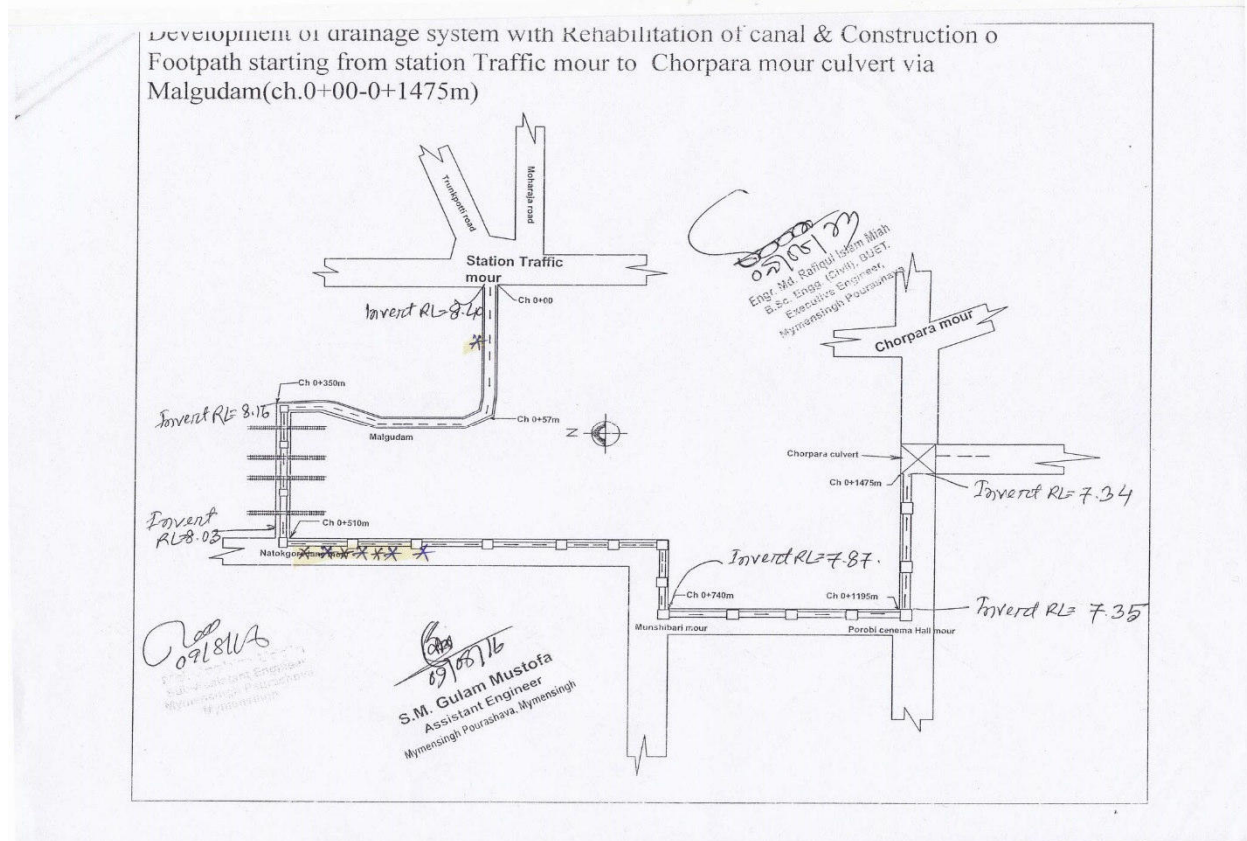 Development of drainage system with Rehabilitation of canal & Construction o
Footpath starting from station Traffic mour to Chorpara mour culvert via
Malgudam(ch.0+00-0+1475m)
Trunkpotti road
Moharaja road
Station Traffic
mour
Ch 0+00
Invert RL=8.40
Engr. Md. Rafiqul Islam Miah
B.Sc. Engg. (Civil), BUET.
Executive Engineer,
Mymensingh Pourashava
Chorpara mour
Ch 0+350m
Invert RL= 8.16
Ch 0+57m
Malgudam
N
Chorpara culvert
Ch 0+1475m
Invert RL= 7.34
Invert
RL=8.03
Ch 0+510m
Invert RL=7.87.
Ch 0+740m
Ch 0+1195m
Invert RL= 7.35
Munshibari mour
Porobi cenema Hall mour
09/08/16
S.M. Gulam Mustofa
Assistant Engineer
Mymensingh Pourashava, Mymensingh